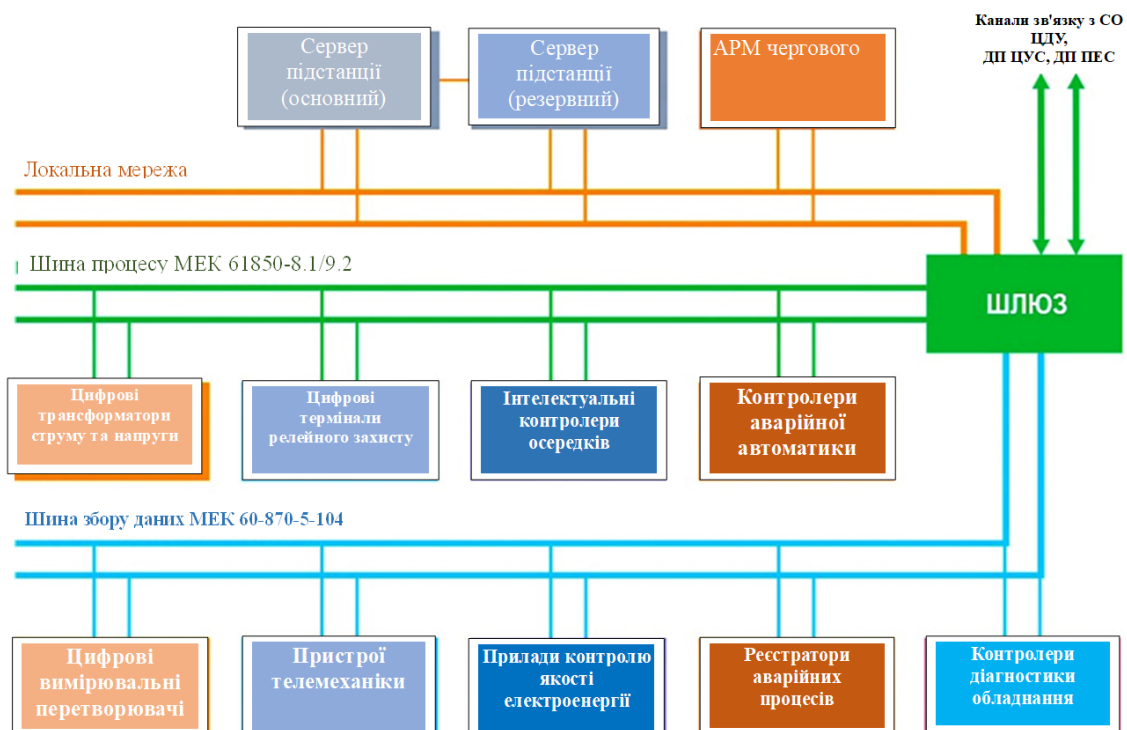 Канали зв'язку з СО
ЦДУ,
ДП ЦУС, ДП ПЕС
Сервер
підстанції
(основний)
Сервер
підстанції
(резервний)
АРМ чергового
Локальна мережа
Шина процесу МЕК 61850-8.1/9.2
ШЛЮЗ
Цифрові
трансформатори
струму та напруги
Цифрові
термінали
релейного захисту
Інтелектуальні
контролери
осередків
Контролери
аварійної
автоматики
Шина збору даних МЕК 60-870-5-104
Цифрові
вимірювальні
перетворювачі
Пристрої
телемеханіки
Прилади контролю
якості
електроенергії
Реєстратори
аварійних
процесів
Контролери
діагностики
обладнання